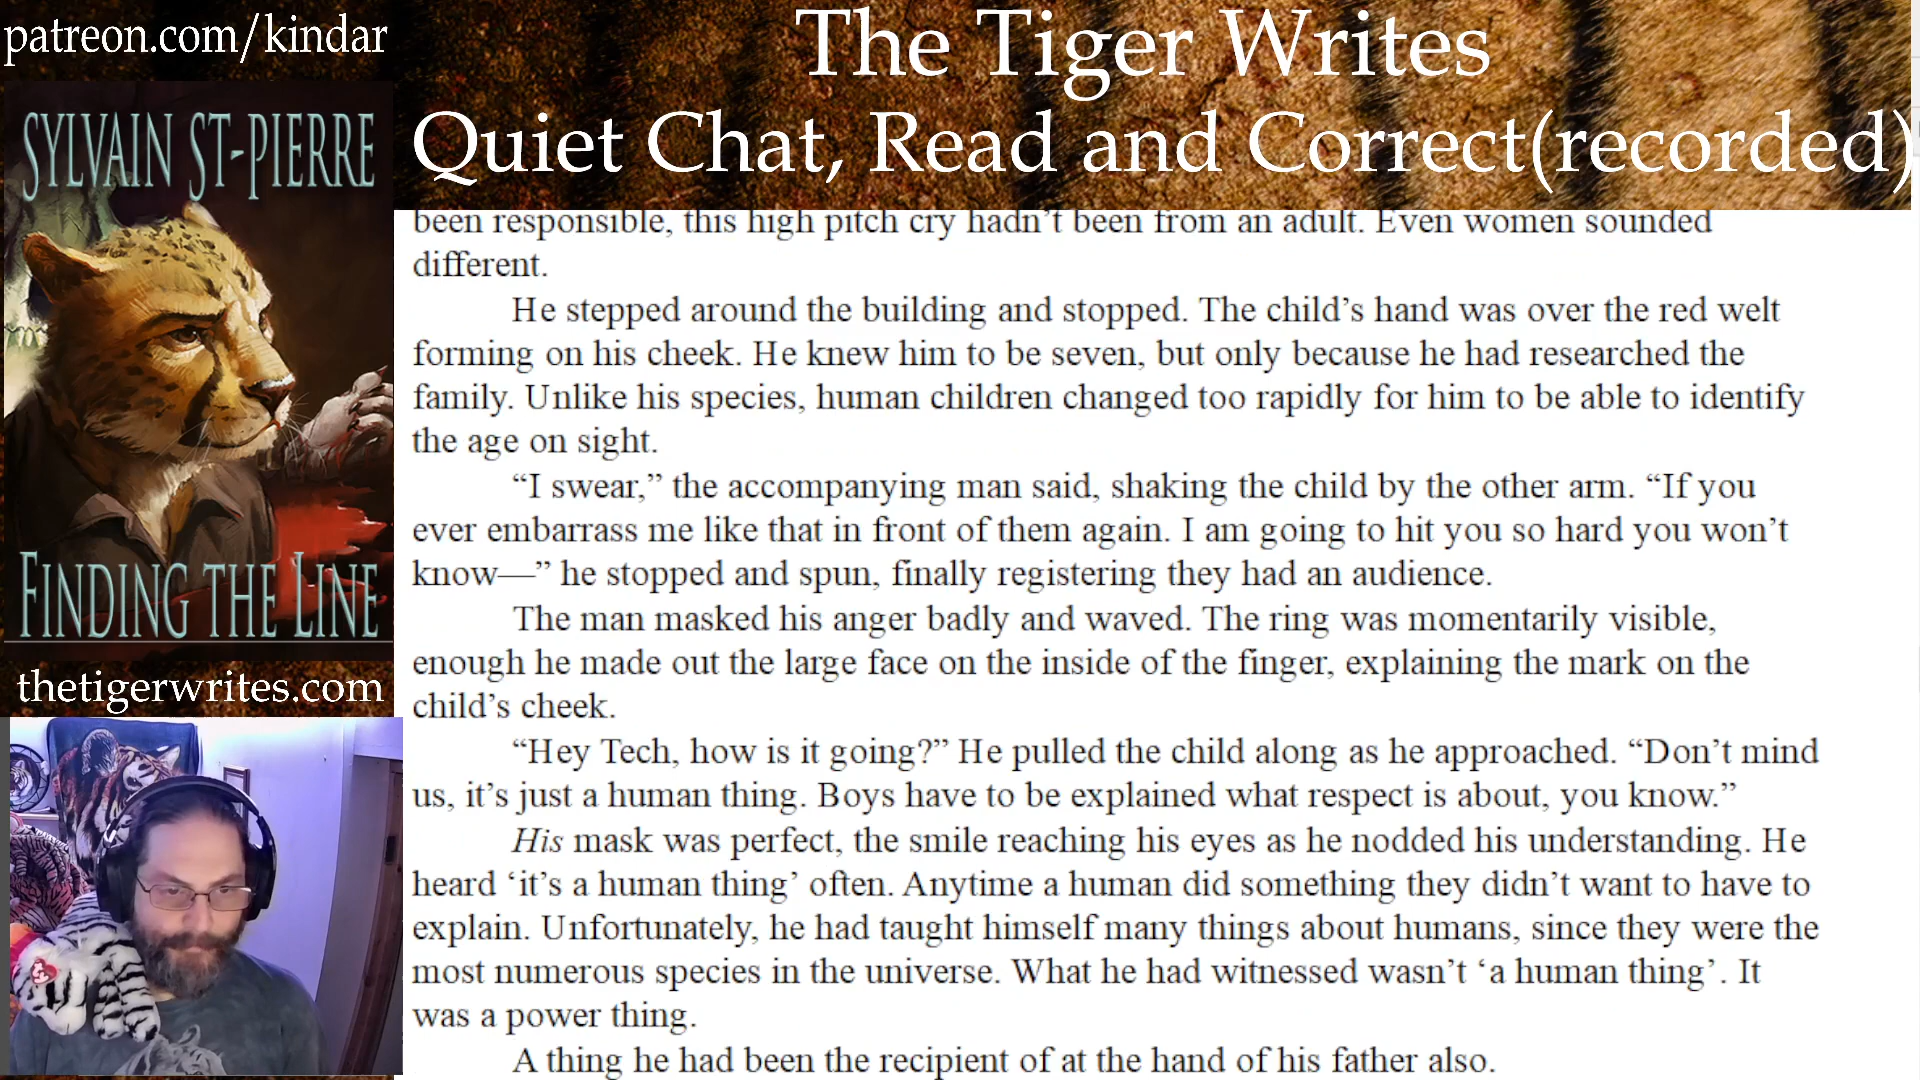 patreon.com/kindar
The Tiger Writes
Quiet Chat, Read and Correct(recorded)
SYLVAIN ST-PIERRE
FINDING THE LINE
thetigerwrites.com
been responsible, this high pitch cry hadn’t been from an adult. Even women sounded
different.
He stepped around the building and stopped. The child’s hand was over the red welt
forming on his cheek. He knew him to be seven, but only because he had researched the
family. Unlike his species, human children changed too rapidly for him to be able to identify
the age on sight.
“I swear,” the accompanying man said, shaking the child by the other arm. “If you
ever embarrass me like that in front of them again. I am going to hit you so hard you won’t
know—” he stopped and spun, finally registering they had an audience.
The man masked his anger badly and waved. The ring was momentarily visible,
enough he made out the large face on the inside of the finger, explaining the mark on the
child’s cheek.
“Hey Tech, how is it going?” He pulled the child along as he approached. “Don’t mind
us, it’s just a human thing. Boys have to be explained what respect is about, you know.”
His mask was perfect, the smile reaching his eyes as he nodded his understanding. He
heard ‘it’s a human thing’ often. Anytime a human did something they didn’t want to have to
explain. Unfortunately, he had taught himself many things about humans, since they were the
most numerous species in the universe. What he had witnessed wasn’t ‘a human thing’. It
was a power thing.
A thing he had been the recipient of at the hand of his father also.